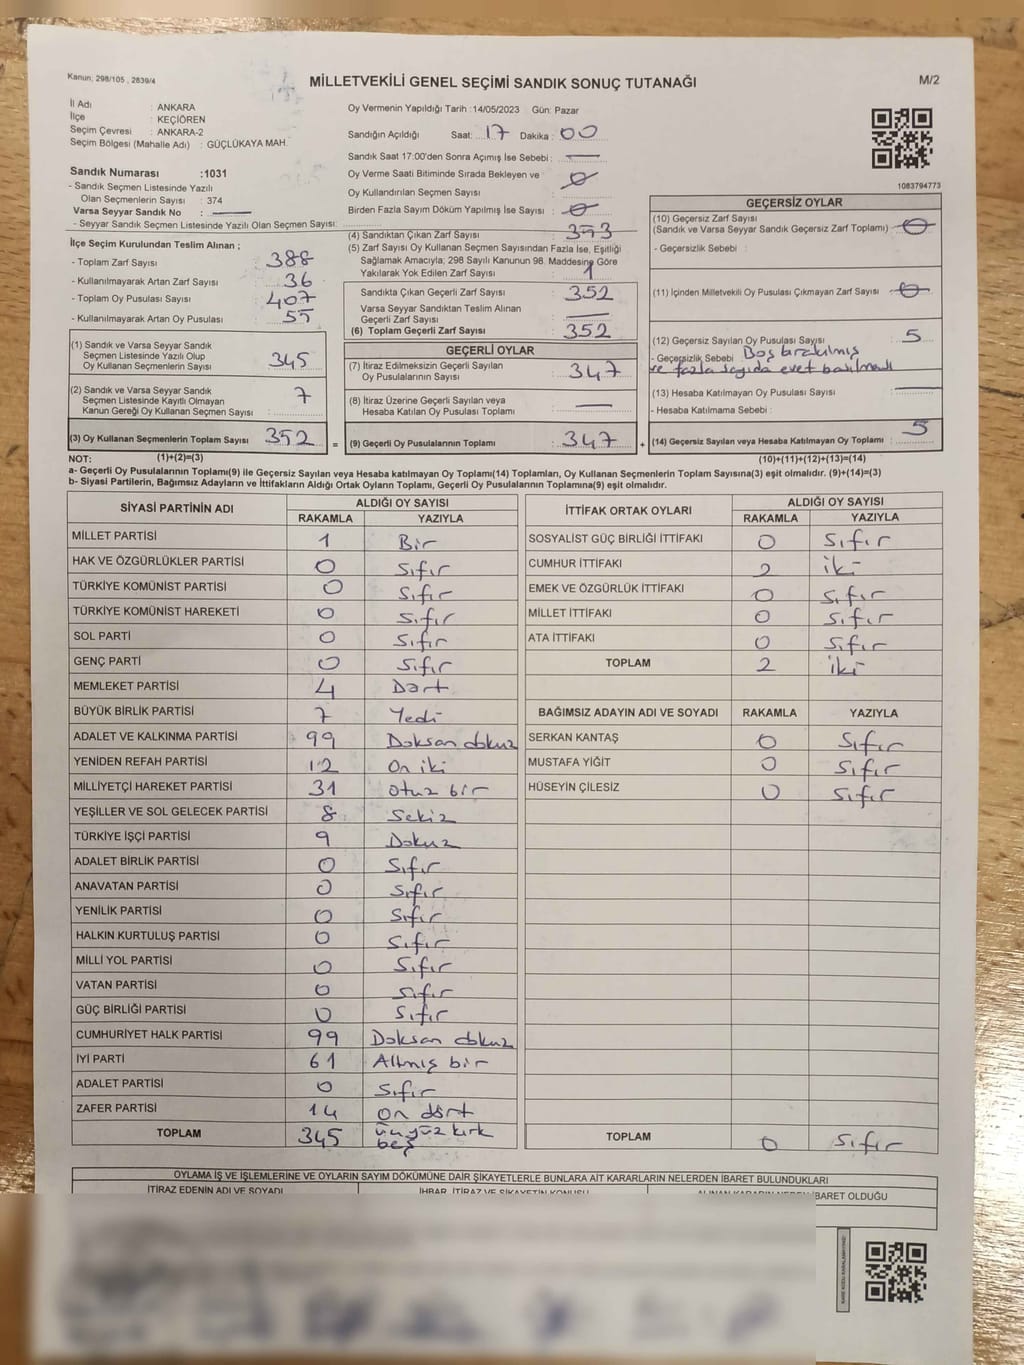 Kanun; 298/105 , 2839/4
MİLLETVEKİLİ GENEL SEÇİMİ SANDIK SONUÇ TUTANAĞI
M/2
İl Adı : ANKARA
İlçe : KEÇİÖREN
Seçim Çevresi : ANKARA-2
Seçim Bölgesi (Mahalle Adı) : GÜÇLÜKAYA MAH.
Sandık Numarası :1031
- Sandık Seçmen Listesinde Yazılı
Olan Seçmenlerin Sayısı : 374
Varsa Seyyar Sandık No :
- Seyyar Sandık Seçmen Listesinde Yazılı Olan Seçmen Sayısı:
Oy Vermenin Yapıldığı Tarih :14/05/2023 Gün: Pazar
Sandığın Açıldığı Saat: 17 Dakika: 00
Sandık Saat 17:00'den Sonra Açımış İse Sebebi :
Oy Verme Saati Bitiminde Sırada Bekleyen ve
Oy Kullandırılan Seçmen Sayısı
Birden Fazla Sayım Döküm Yapılmış İse Sayısı :
1083794773
İlçe Seçim Kurulundan Teslim Alınan ;
- Toplam Zarf Sayısı : 388
- Kullanılmayarak Artan Zarf Sayısı : 36
- Toplam Oy Pusulası Sayısı : 407
- Kullanılmayarak Artan Oy Pusulası : 55
(1) Sandık ve Varsa Seyyar Sandık
Seçmen Listesinde Yazılı Olup
Oy Kullanan Seçmenlerin Sayısı : 345
(2) Sandık ve Varsa Seyyar Sandık
Seçmen Listesinde Kayıtlı Olmayan
Kanun Gereği Oy Kullanan Seçmen Sayısı : 7
(3) Oy Kullanan Seçmenlerin Toplam Sayısı 352 =
(4) Sandıktan Çıkan Zarf Sayısı : 353
(5) Zarf Sayısı Oy Kullanan Seçmen Sayısından Fazla İse, Eşitliği
Sağlamak Amacıyla; 298 Sayılı Kanunun 98. Maddesine Göre
Yakılarak Yok Edilen Zarf Sayısı : 1
Sandıkta Çıkan Geçerli Zarf Sayısı : 352
Varsa Seyyar Sandıktan Teslim Alınan
Geçerli Zarf Sayısı :
(6) Toplam Geçerli Zarf Sayısı : 352
GEÇERLİ OYLAR
(7) İtiraz Edilmeksizin Geçerli Sayılan
Oy Pusulalarının Sayısı : 347
(8) İtiraz Üzerine Geçerli Sayılan veya
Hesaba Katılan Oy Pusulası Toplamı :
(9) Geçerli Oy Pusulalarının Toplamı : 347 +
GEÇERSİZ OYLAR
(10) Geçersiz Zarf Sayısı
(Sandık ve Varsa Seyyar Sandık Geçersiz Zarf Toplamı) :
- Geçersizlik Sebebi :
(11) İçinden Milletvekili Oy Pusulası Çıkmayan Zarf Sayısı :
(12) Geçersiz Sayılan Oy Pusulası Sayısı : 5
- Geçersizlik Sebebi : Boş bırakılmış
ve fazla sayıda evet basılması
(13) Hesaba Katılmayan Oy Pusulası Sayısı :
- Hesaba Katılmama Sebebi :
(14) Geçersiz Sayılan veya Hesaba Katılmayan Oy Toplamı : 5
NOT: (1)+(2)=(3)
(10)+(11)+(12)+(13)=(14)
a- Geçerli Oy Pusulalarının Toplamı(9) ile Geçersiz Sayılan veya Hesaba katılmayan Oy Toplamı(14) Toplamları, Oy Kullanan Seçmenlerin Toplam Sayısına(3) eşit olmalıdır. (9)+(14)=(3)
b- Siyasi Partilerin, Bağımsız Adayların ve İttifakların Aldığı Ortak Oyların Toplamı, Geçerli Oy Pusulalarının Toplamına(9) eşit olmalıdır.
SİYASİ PARTİNİN ADI ALDIĞI OY SAYISI
RAKAMLA YAZIYLA
MİLLET PARTİSİ 1 Bir
HAK VE ÖZGÜRLÜKLER PARTİSİ 0 Sıfır
TÜRKİYE KOMÜNİST PARTİSİ 0 Sıfır
TÜRKİYE KOMÜNİST HAREKETİ 0 Sıfır
SOL PARTİ 0 Sıfır
GENÇ PARTİ 0 Sıfır
MEMLEKET PARTİSİ 4 Dört
BÜYÜK BİRLİK PARTİSİ 7 Yedi
ADALET VE KALKINMA PARTİSİ 99 Doksan dokuz
YENİDEN REFAH PARTİSİ 12 On iki
MİLLİYETÇİ HAREKET PARTİSİ 31 Otuz bir
YEŞİLLER VE SOL GELECEK PARTİSİ 8 Sekiz
TÜRKİYE İŞÇİ PARTİSİ 9 Dokuz
ADALET BİRLİK PARTİSİ 0 Sıfır
ANAVATAN PARTİSİ 0 Sıfır
YENİLİK PARTİSİ 0 Sıfır
HALKIN KURTULUŞ PARTİSİ 0 Sıfır
MİLLİ YOL PARTİSİ 0 Sıfır
VATAN PARTİSİ 0 Sıfır
GÜÇ BİRLİĞİ PARTİSİ 0 Sıfır
CUMHURİYET HALK PARTİSİ 99 Doksan dokuz
İYİ PARTİ 61 Altmış bir
ADALET PARTİSİ 0 Sıfır
ZAFER PARTİSİ 14 on dört
TOPLAM 345 üçyüz kırk
beş
İTTİFAK ORTAK OYLARI ALDIĞI OY SAYISI
RAKAMLA YAZIYLA
SOSYALİST GÜÇ BİRLİĞİ İTTİFAKI 0 Sıfır
CUMHUR İTTİFAKI 2 iki
EMEK VE ÖZGÜRLÜK İTTİFAKI 0 Sıfır
MİLLET İTTİFAKI 0 Sıfır
ATA İTTİFAKI 0 Sıfır
TOPLAM 2 iki
BAĞIMSIZ ADAYIN ADI VE SOYADI RAKAMLA YAZIYLA
SERKAN KANTAŞ 0 Sıfır
MUSTAFA YİĞİT 0 Sıfır
HÜSEYİN ÇİLESİZ 0 Sıfır
TOPLAM 0 Sıfır
OYLAMA İŞ VE İŞLEMLERİNE VE OYLARIN SAYIM DÖKÜMÜNE DAİR ŞİKAYETLERLE BUNLARA AİT KARARLARIN NELERDEN İBARET BULUNDUKLARI
İTİRAZ EDENİN ADI VE SOYADI İHBAR, İTİRAZ VE ŞİKAYETİN KONUSU ALINAN KARARIN NEDEN İBARET OLDUĞU